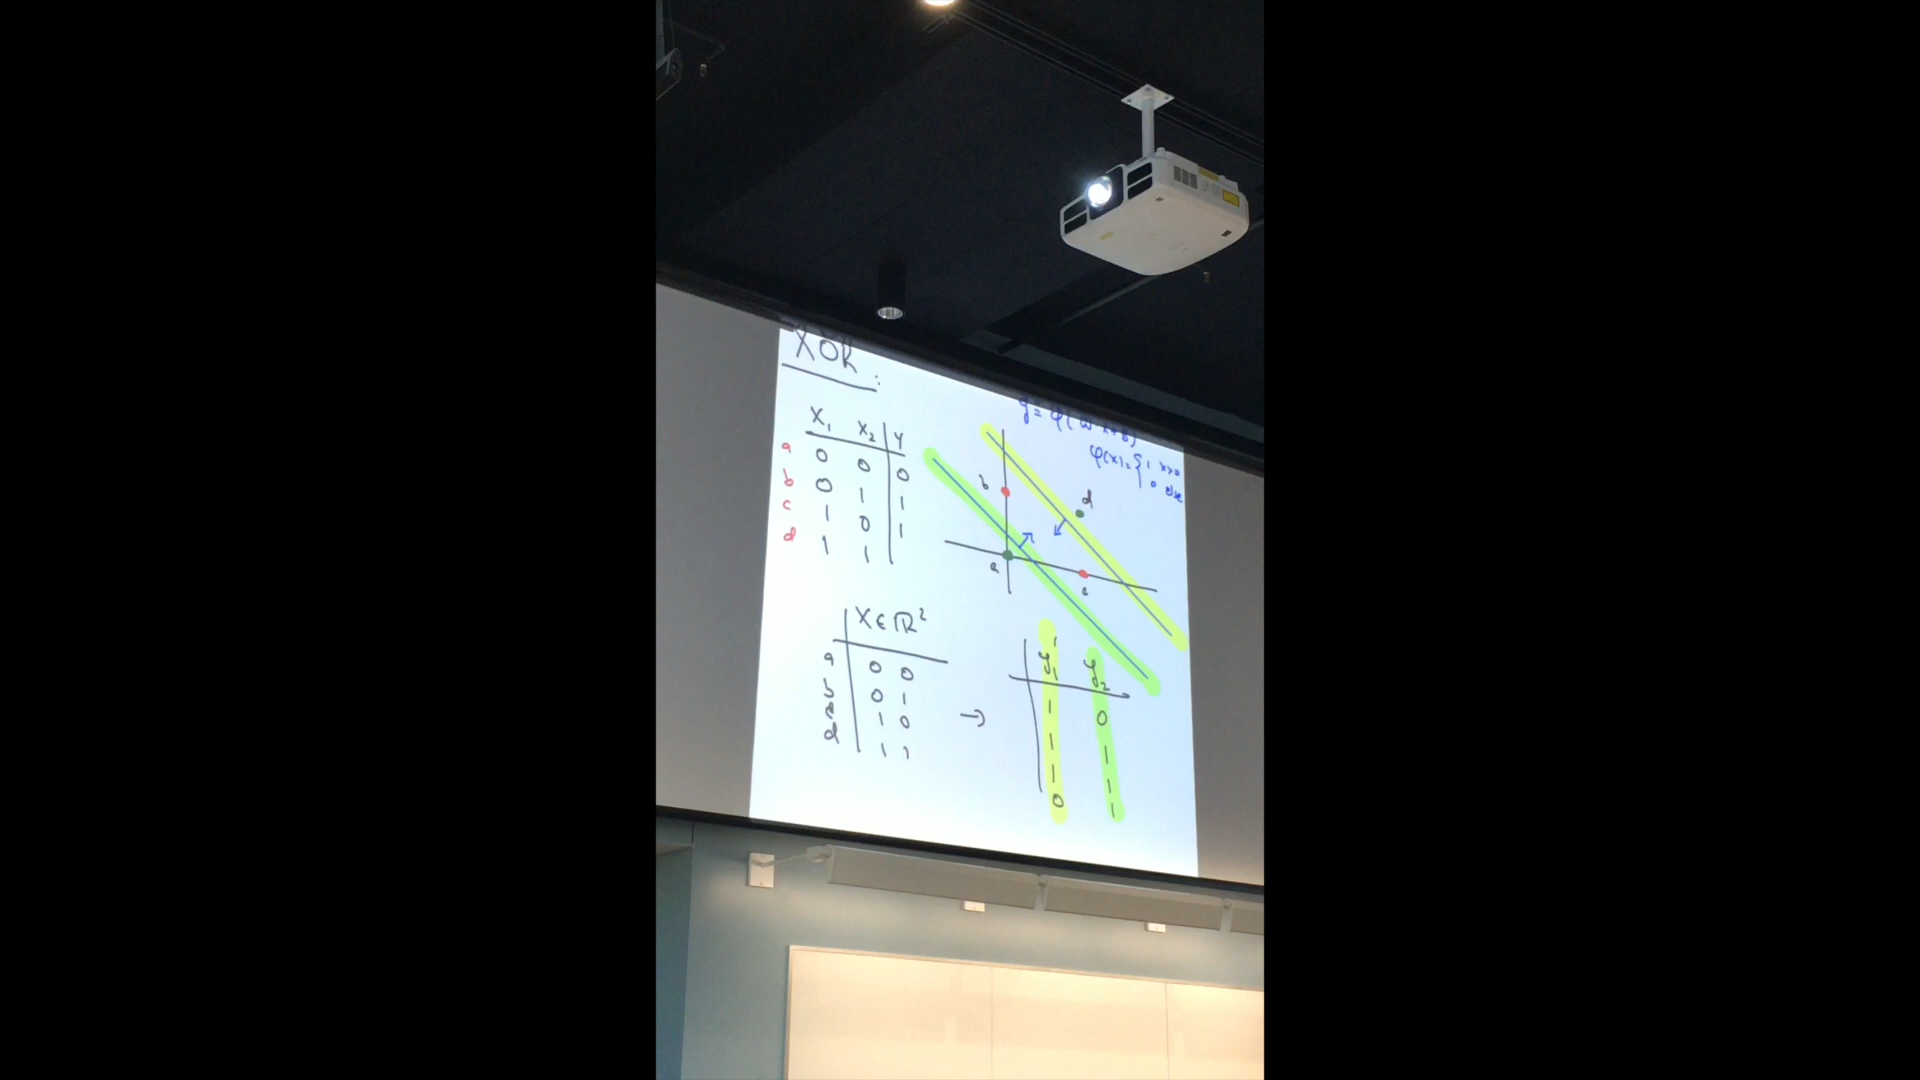 XOR :
X₁ X₂ Y
a 0 0 0
b 0 1 1
c 1 0 1
d 1 1
y = φ(w·x+b)
φ(x) = { 1 x>0
0 else
b
d
a
c
X ∈ ℝ²
a 0 0
b 0 1
c 1 0
d 1 1
→
y₁ y₂
1 0
1 1
1 1
0 1